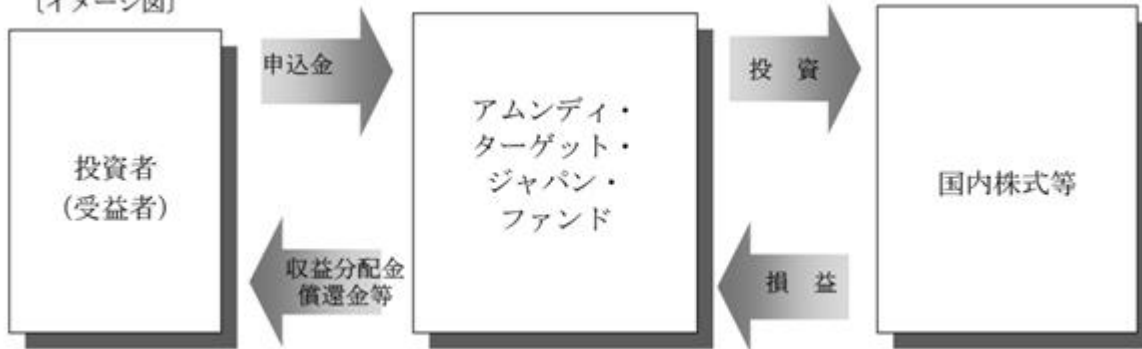 〔イメージ図〕
投資者
(受益者)
申込金
収益分配金
償還金等
アムンディ・
ターゲット・
ジャパン・
ファンド
投 資
損 益
国内株式等